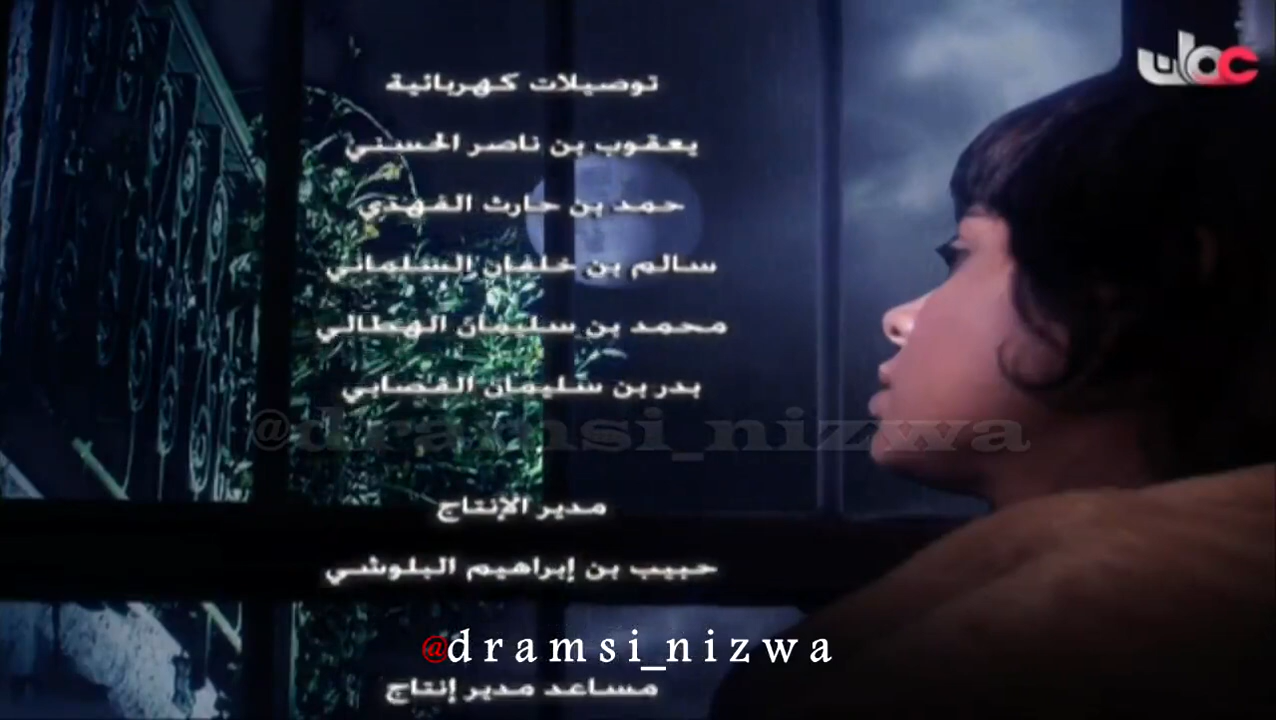 عمان
توصيلات كهربائية
يعقوب بن ناصر الحسني
حمد بن حارث الفهدي
سالم بن خلفان السلماني
محمد بن سليمان الهطالي
بدر بن سليمان القصابي
@dramsi_nizwa
مدير الإنتاج
حبيب بن إبراهيم البلوشي
@dramsi_nizwa
مساعد مدير إنتاج